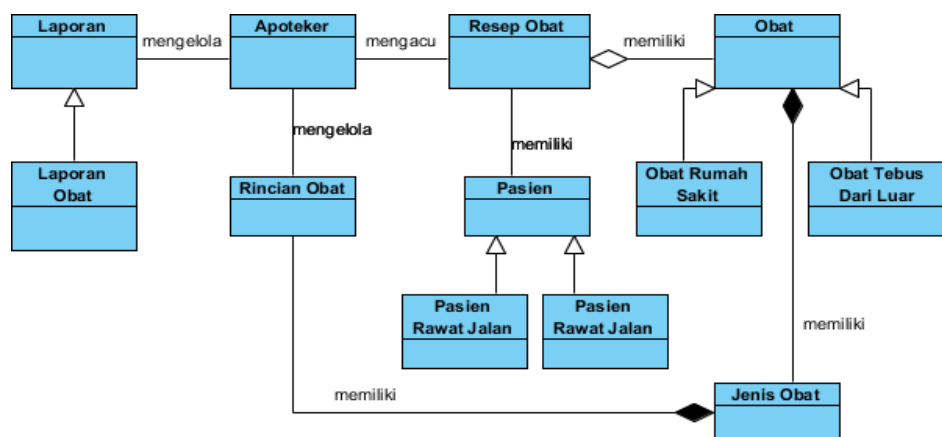 Laporan
mengelola
Apoteker
mengacu
Resep Obat
memiliki
Obat
mengelola
memiliki
Laporan
Obat
Rincian Obat
Pasien
Obat Rumah
Sakit
Obat Tebus
Dari Luar
Pasien
Rawat Jalan
Pasien
Rawat Jalan
memiliki
memiliki
Jenis Obat